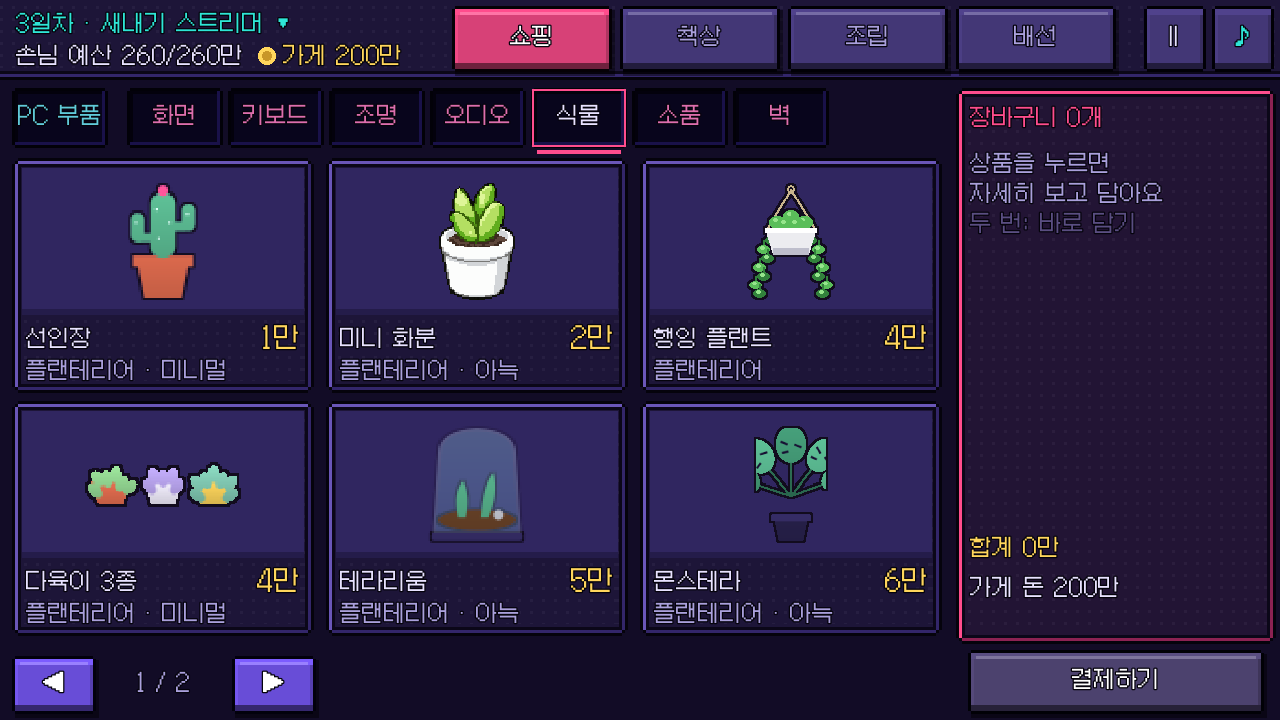 3일차 · 새내기 스트리머 ▼
손님 예산 260/260만 가게 200만
쇼핑
책상
조립
배선
PC 부품
화면
키보드
조명
오디오
식물
소품
벽
선인장 1만
플랜테리어 · 미니멀
미니 화분 2만
플랜테리어 · 아늑
행잉 플랜트 4만
플랜테리어
다육이 3종 4만
플랜테리어 · 미니멀
테라리움 5만
플랜테리어 · 아늑
몬스테라 6만
플랜테리어 · 아늑
1 / 2
장바구니 0개
상품을 누르면
자세히 보고 담아요
두 번: 바로 담기
합계 0만
가게 돈 200만
결제하기